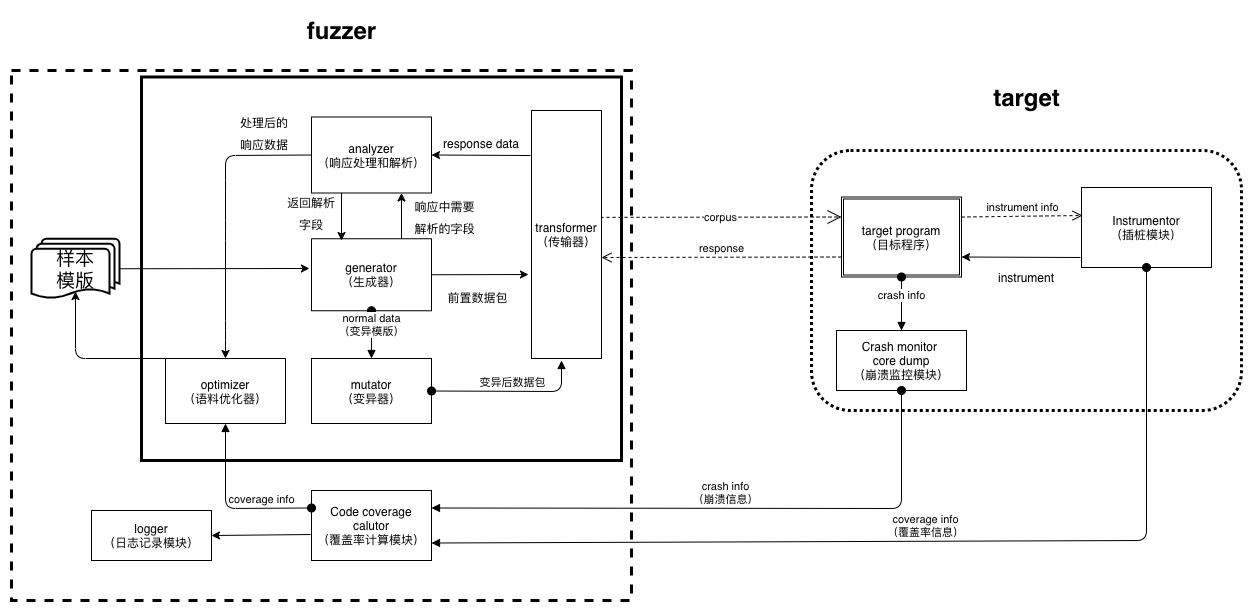 fuzzer
target
处理后的
响应数据
analyzer
(响应处理和解析)
response data
返回解析
字段
响应中需要
解析的字段
transformer
(传输器)
样本
模版
generator
(生成器)
前置数据包
normal data
(变异模版)
optimizer
(语料优化器)
mutator
(变异器)
变异后数据包
coverage info
Code coverage
calutor
(覆盖率计算模块)
logger
(日志记录模块)
corpus
response
target program
(目标程序)
instrument info
Instrumentor
(插桩模块)
instrument
crash info
Crash monitor
core dump
(崩溃监控模块)
crash info
(崩溃信息)
coverage info
(覆盖率信息)